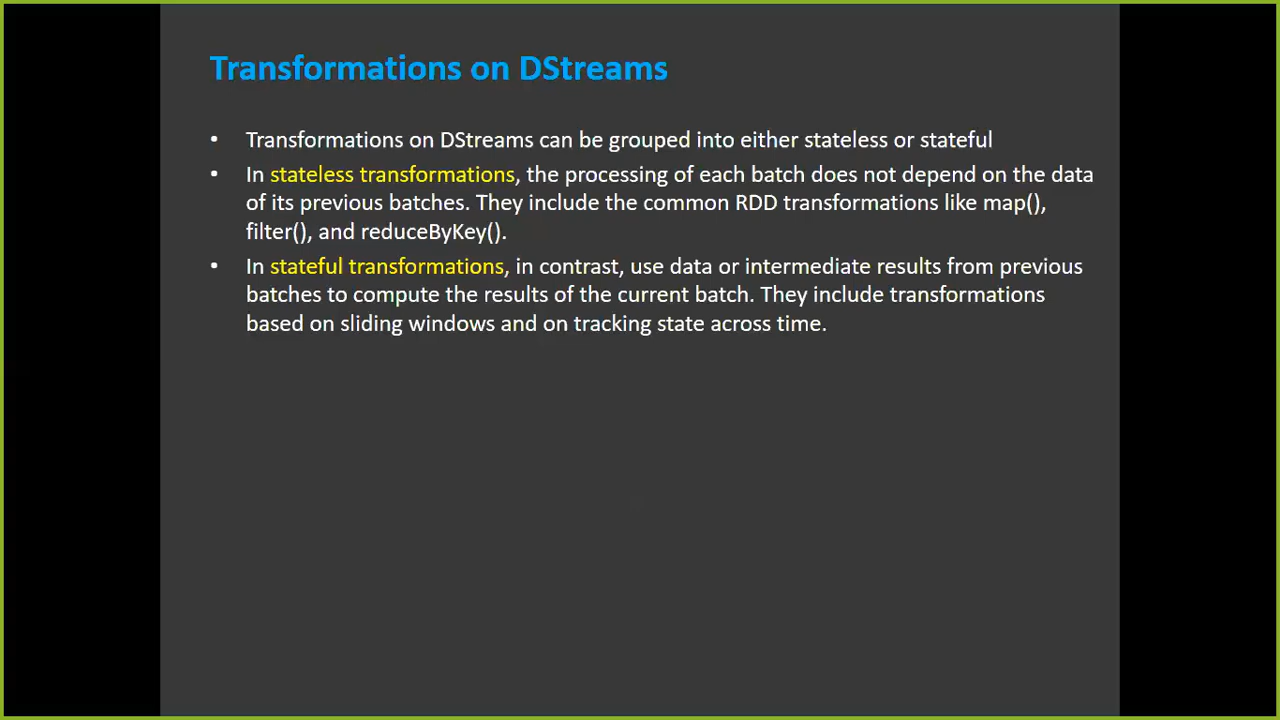 Transformations on DStreams
• Transformations on DStreams can be grouped into either stateless or stateful
• In stateless transformations, the processing of each batch does not depend on the data
of its previous batches. They include the common RDD transformations like map(),
filter(), and reduceByKey().
• In stateful transformations, in contrast, use data or intermediate results from previous
batches to compute the results of the current batch. They include transformations
based on sliding windows and on tracking state across time.